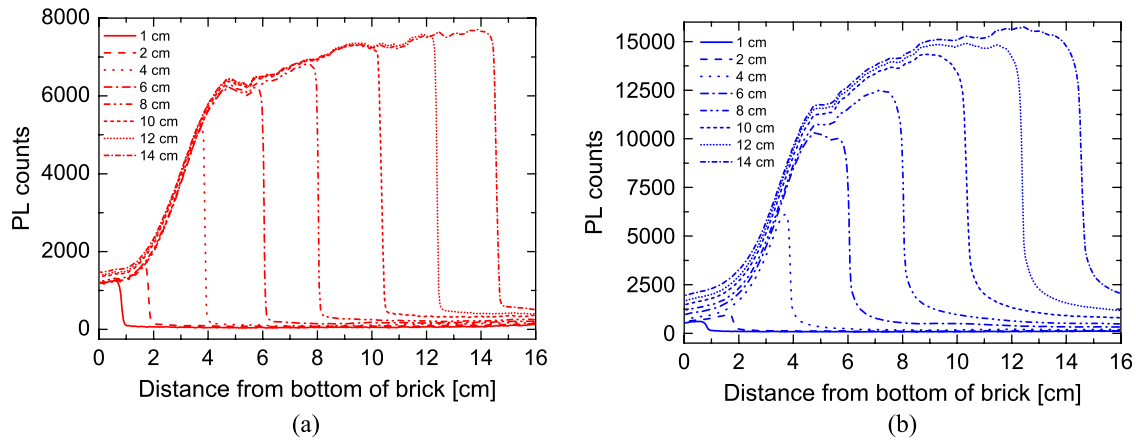 8000
6000
4000
2000
0
PL counts
1 cm
2 cm
4 cm
6 cm
8 cm
10 cm
12 cm
14 cm
0 2 4 6 8 10 12 14 16
Distance from bottom of brick [cm]
(a)
15000
12500
10000
7500
5000
2500
0
PL counts
1 cm
2 cm
4 cm
6 cm
8 cm
10 cm
12 cm
14 cm
0 2 4 6 8 10 12 14 16
Distance from bottom of brick [cm]
(b)